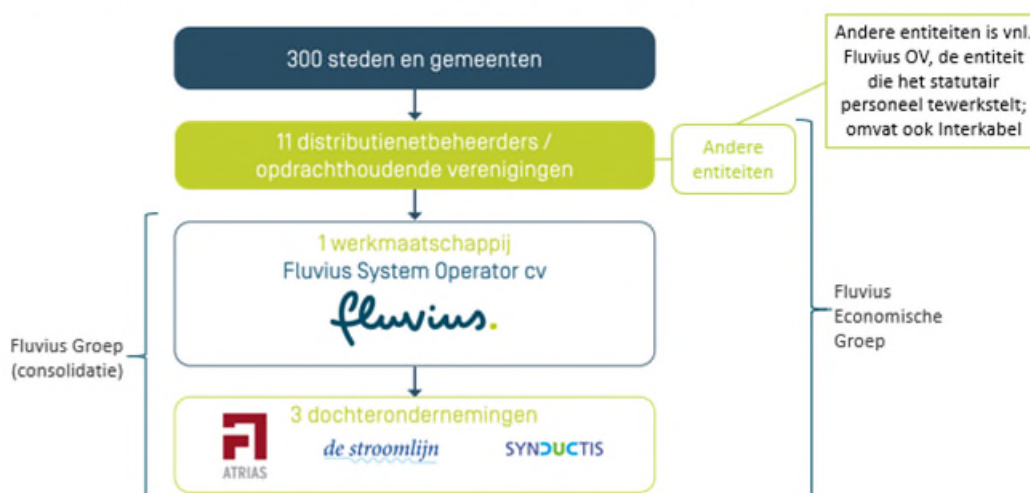 300 steden en gemeenten
Andere entiteiten is vnl.
Fluvius OV, de entiteit
die het statutair
personeel tewerkstelt;
omvat ook Interkabel
11 distributienetbeheerders /
opdrachthoudende verenigingen
Andere
entiteiten
1 werkmaatschappij
Fluvius System Operator cv
fluvius.
Fluvius
Economische
Groep
Fluvius Groep
(consolidatie)
3 dochterondernemingen
ATRIAS
de stroomlijn
SYNDUCTIS